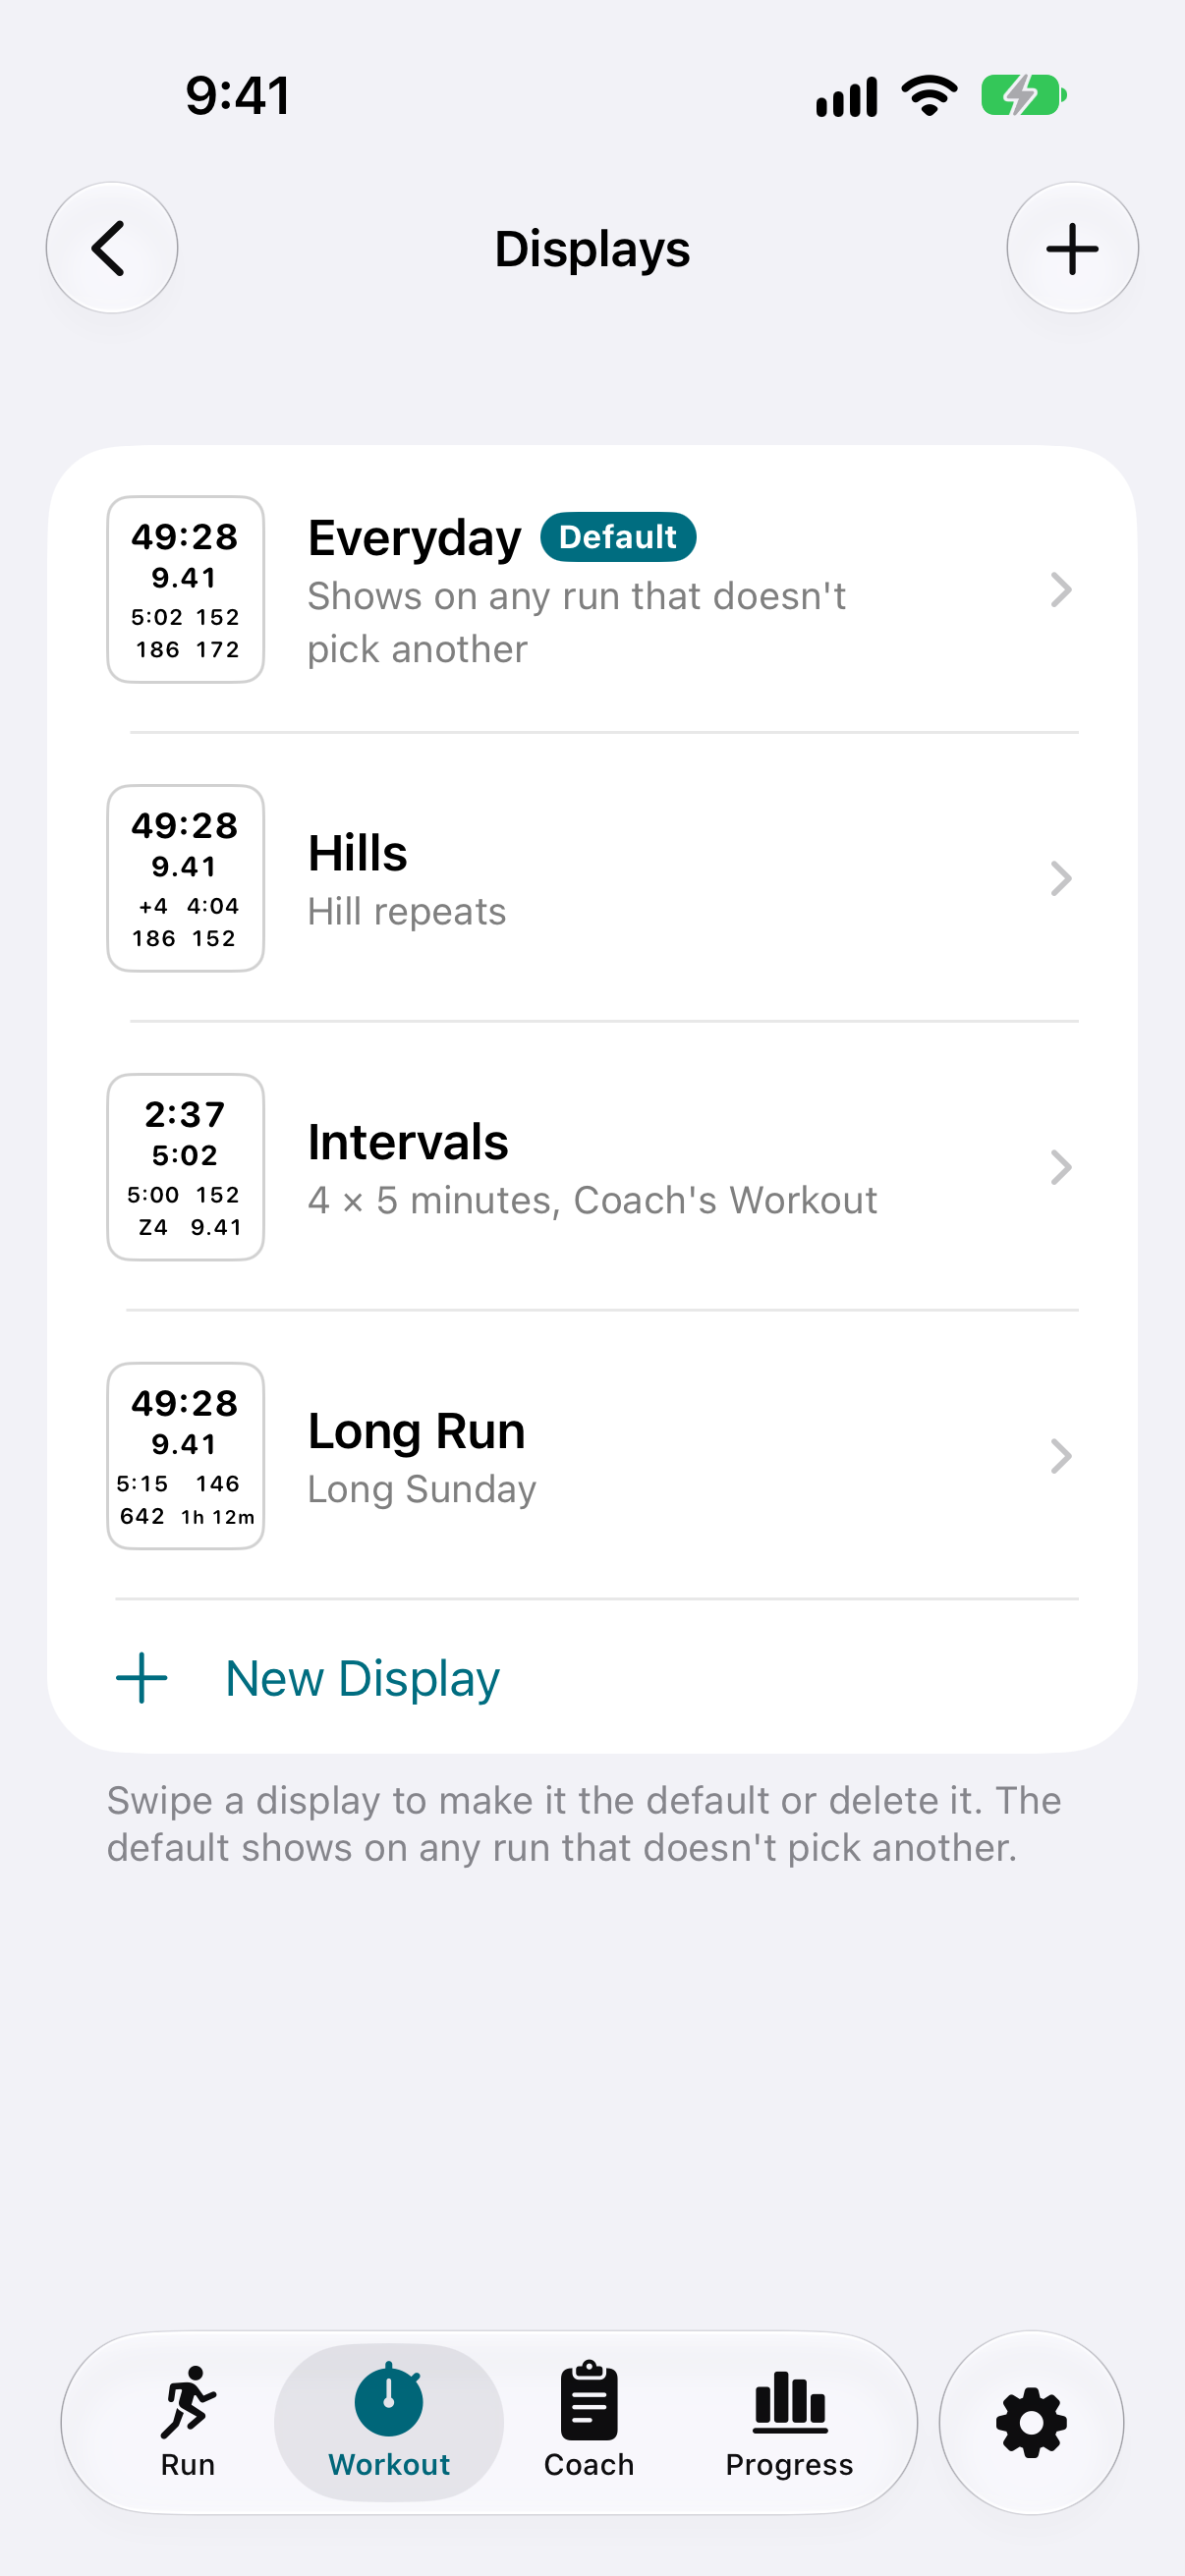 9:41
Displays
49:28
9.41
5:02 152
186 172
Everyday Default
Shows on any run that doesn't
pick another
49:28
9.41
+4 4:04
186 152
Hills
Hill repeats
2:37
5:02
5:00 152
Z4 9.41
Intervals
4 × 5 minutes, Coach's Workout
49:28
9.41
5:15 146
642 1h 12m
Long Run
Long Sunday
New Display
Swipe a display to make it the default or delete it. The
default shows on any run that doesn't pick another.
Run Workout Coach Progress